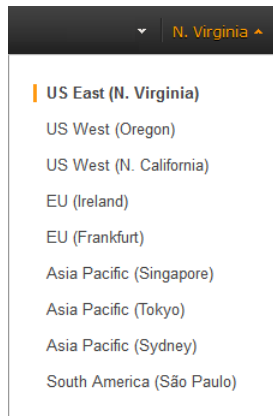 N. Virginia
US East (N. Virginia)
US West (Oregon)
US West (N. California)
EU (Ireland)
EU (Frankfurt)
Asia Pacific (Singapore)
Asia Pacific (Tokyo)
Asia Pacific (Sydney)
South America (São Paulo)